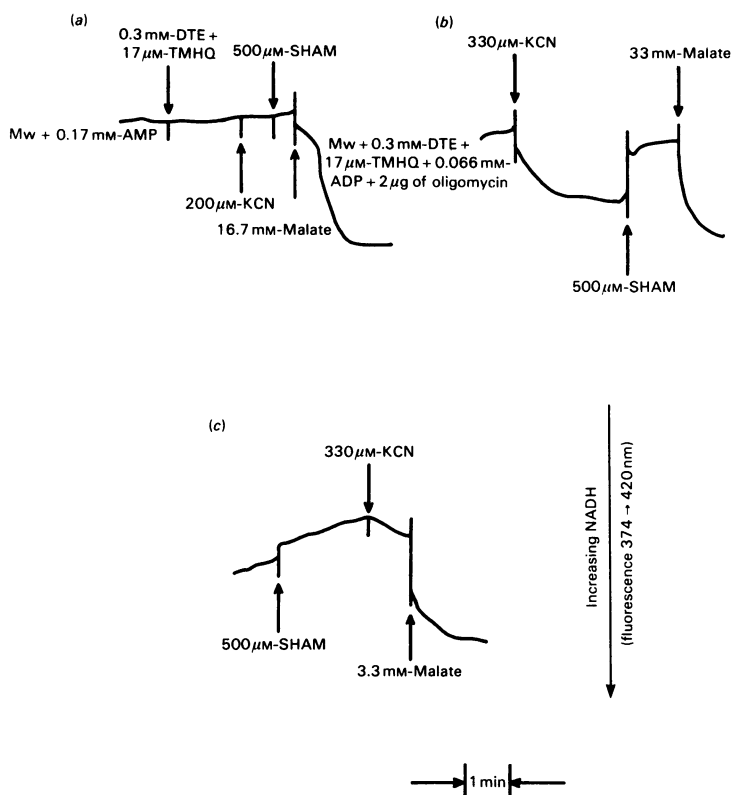 (a)
0.3 mM-DTE +
17 μM-TMHQ
500 μM-SHAM
Mw + 0.17 mM-AMP
200 μM-KCN
16.7 mM-Malate
(b)
330 μM-KCN
33 mM-Malate
Mw + 0.3 mM-DTE +
17 μM-TMHQ + 0.066 mM-
ADP + 2 μg of oligomycin
500 μM-SHAM
(c)
330 μM-KCN
500 μM-SHAM
3.3 mM-Malate
Increasing NADH
(fluorescence 374 → 420 nm)
1 min